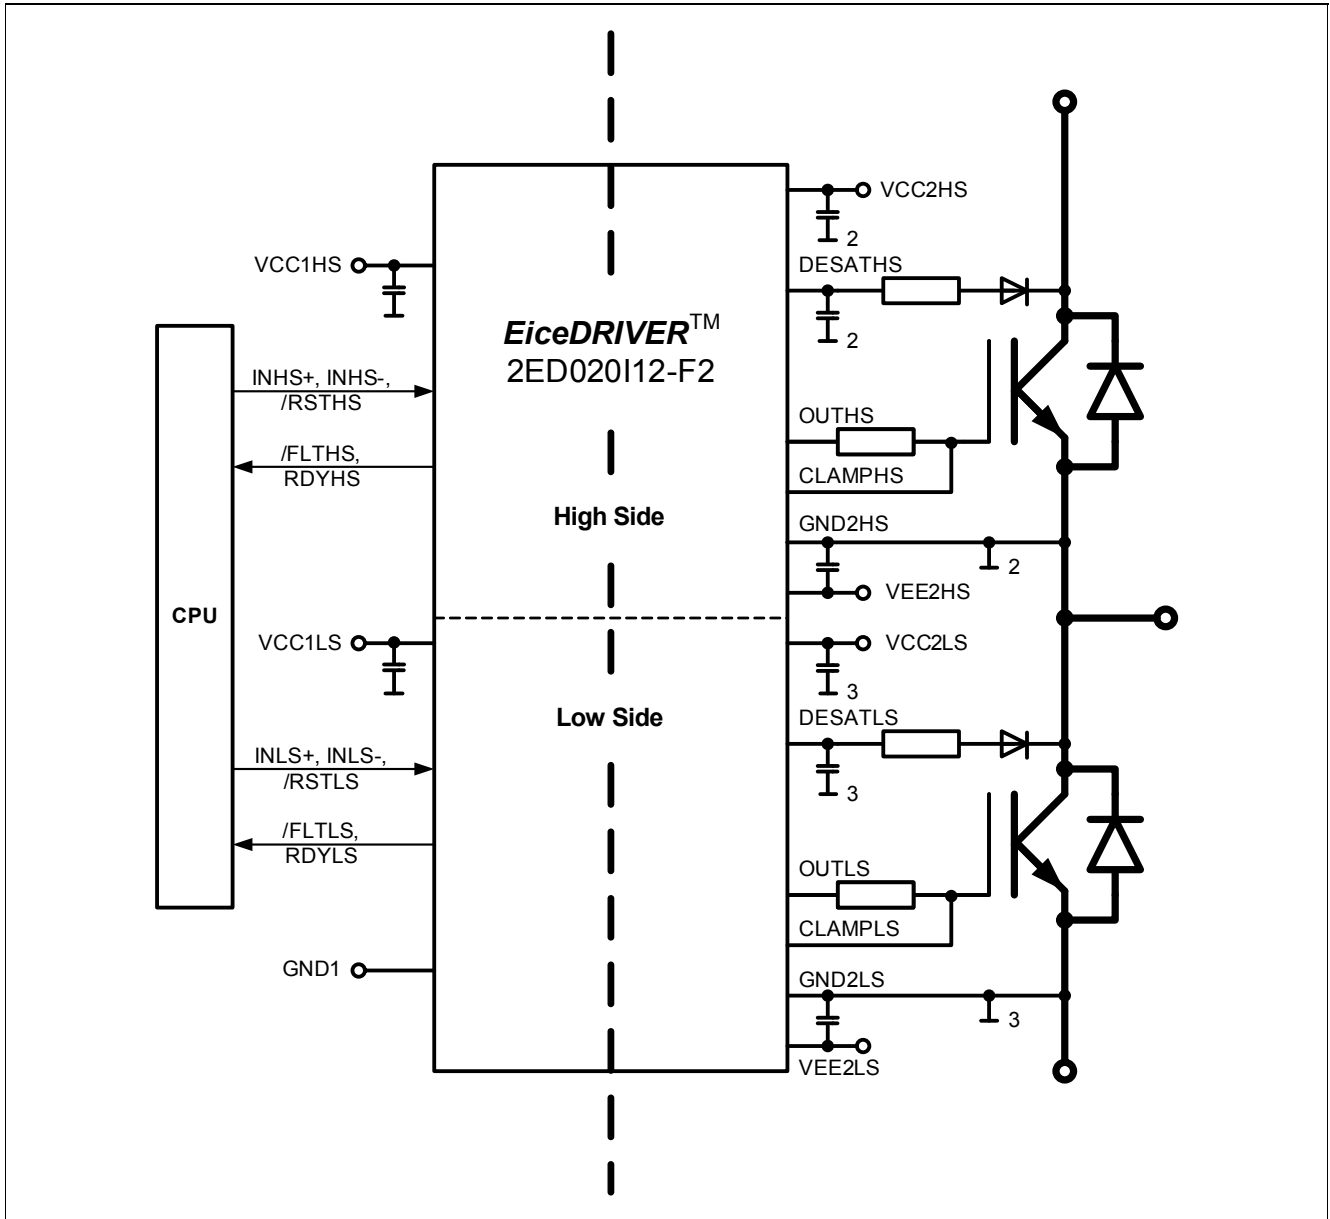 VCC2HS
2
VCC1HS
DESATHS
2
EiceDRIVER™
2ED020I12-F2
INHS+, INHS-,
/RSTHS
OUTHS
/FLTHS,
RDYHS
CLAMPHS
High Side
GND2HS
2
VEE2HS
CPU
VCC1LS
VCC2LS
3
Low Side
DESATLS
3
INLS+, INLS-,
/RSTLS
/FLTLS,
RDYLS
OUTLS
CLAMPLS
GND1
GND2LS
3
VEE2LS